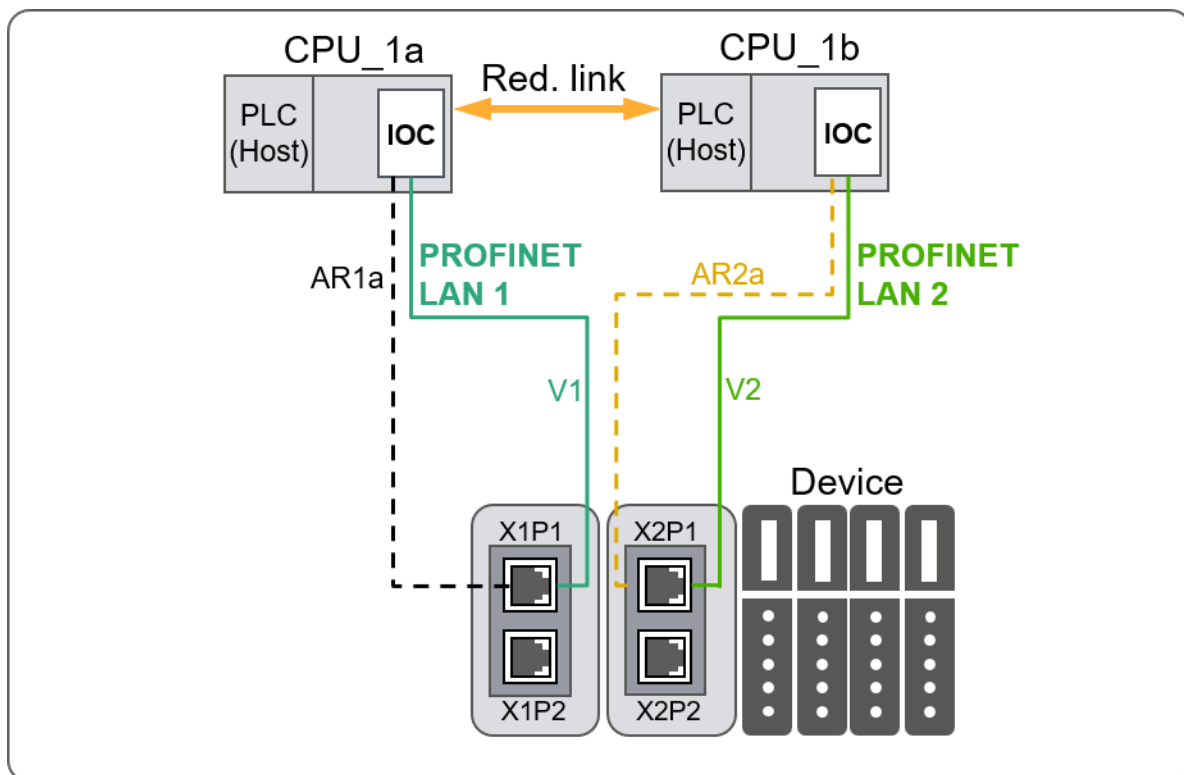 CPU_1a
CPU_1b
Red. link
PLC
(Host)
IOC
PLC
(Host)
IOC
PROFINET
LAN 1
AR1a
AR2a
PROFINET
LAN 2
V1
V2
Device
X1P1
X2P1
X1P2
X2P2